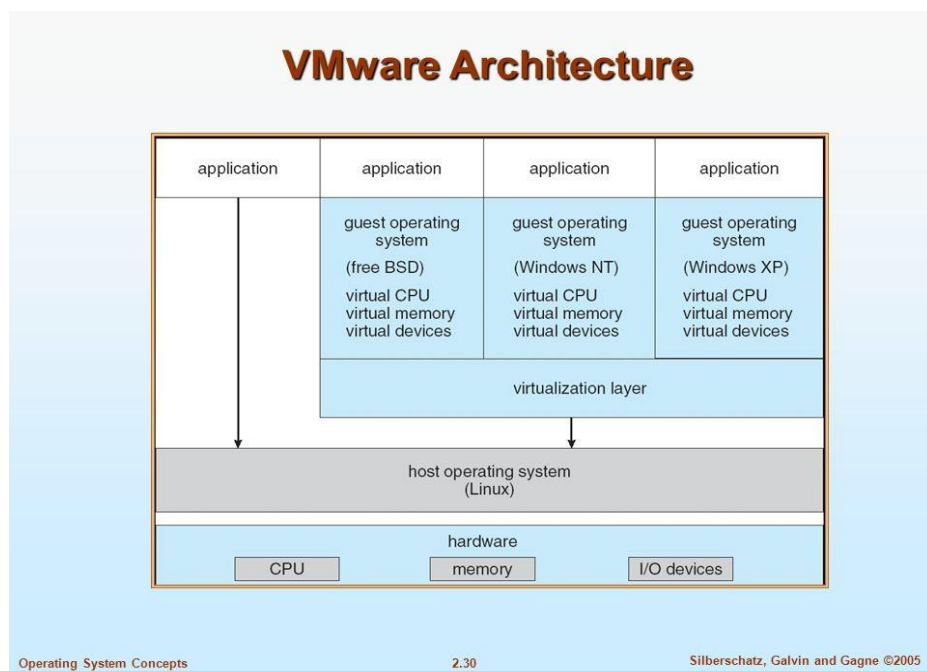 VMware Architecture
application
application
application
application
guest operating
system
(free BSD)
virtual CPU
virtual memory
virtual devices
guest operating
system
(Windows NT)
virtual CPU
virtual memory
virtual devices
guest operating
system
(Windows XP)
virtual CPU
virtual memory
virtual devices
virtualization layer
host operating system
(Linux)
hardware
CPU
memory
I/O devices
Operating System Concepts
2.30
Silberschatz, Galvin and Gagne ©2005